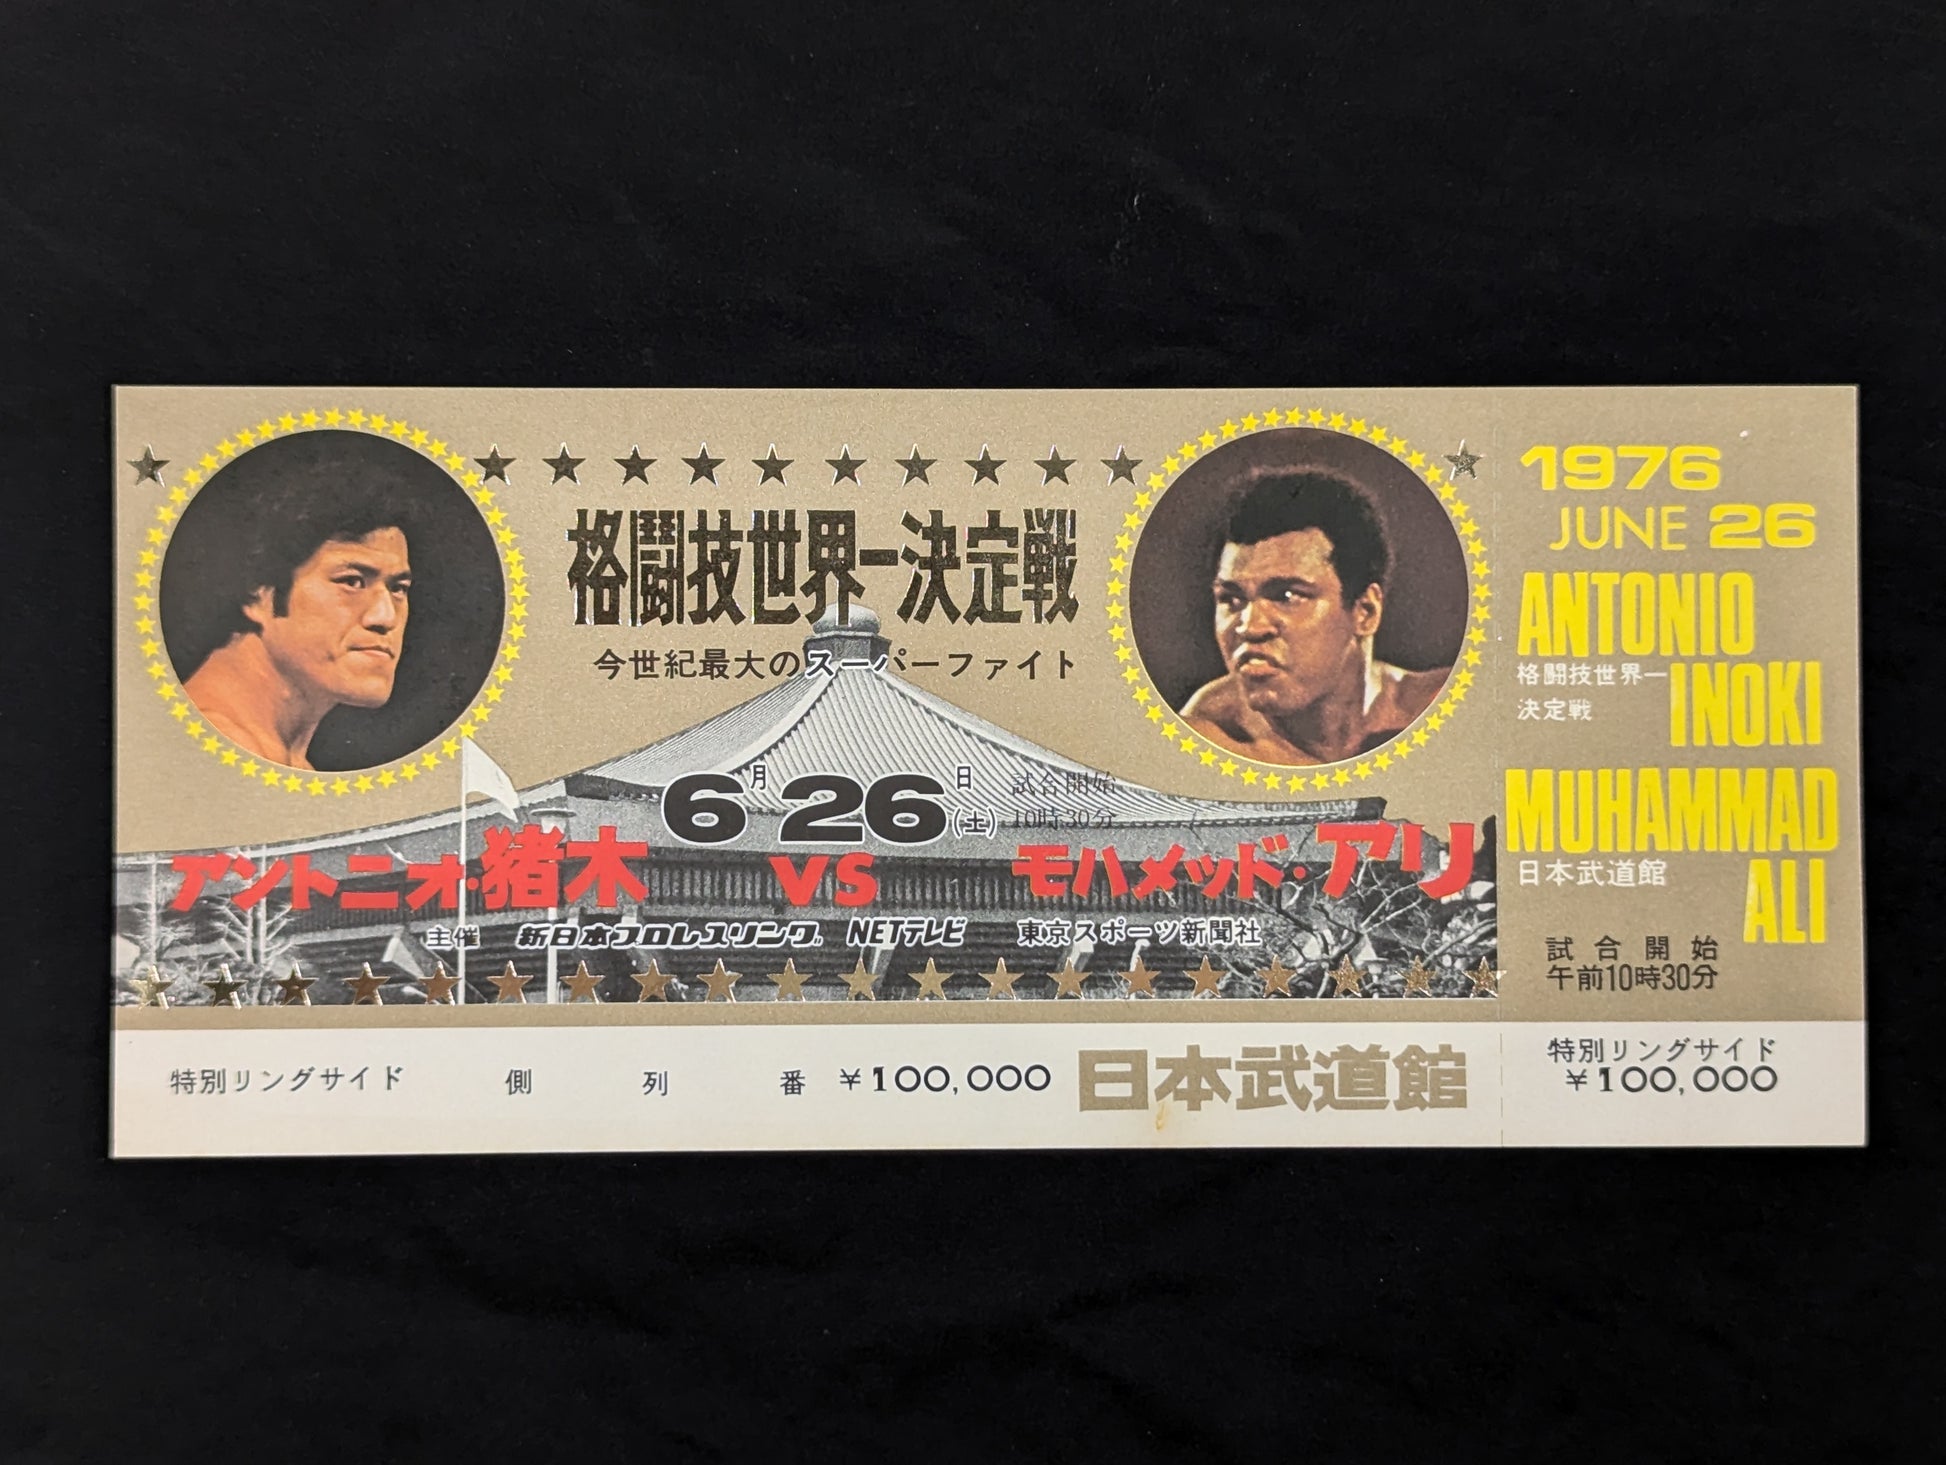 格闘技世界一決定戦
今世紀最大のスーパーファイト
6月26日(土)
試合開始
10時30分
アントニオ・猪木 VS モハメッド・アリ
主催 新日本プロレスリング㈱ NETテレビ 東京スポーツ新聞社
特別リングサイド 側 列 番 ¥100,000 日本武道館
1976
JUNE 26
ANTONIO
格闘技世界一
決定戦
INOKI
MUHAMMAD
日本武道館
ALI
試合開始
午前10時30分
特別リングサイド
¥100,000